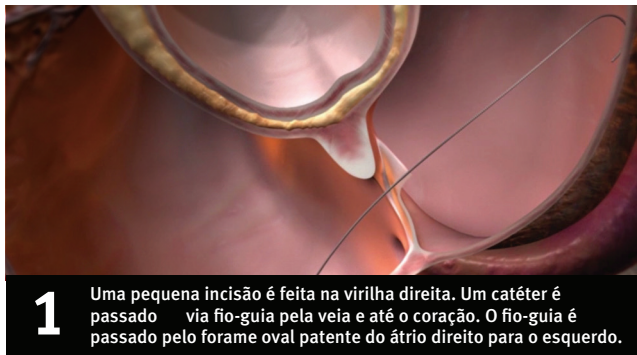 1
Uma pequena incisão é feita na virilha direita. Um catéter é
passado via fio-guia pela veia e até o coração. O fio-guia é
passado pelo forame oval patente do átrio direito para o esquerdo.